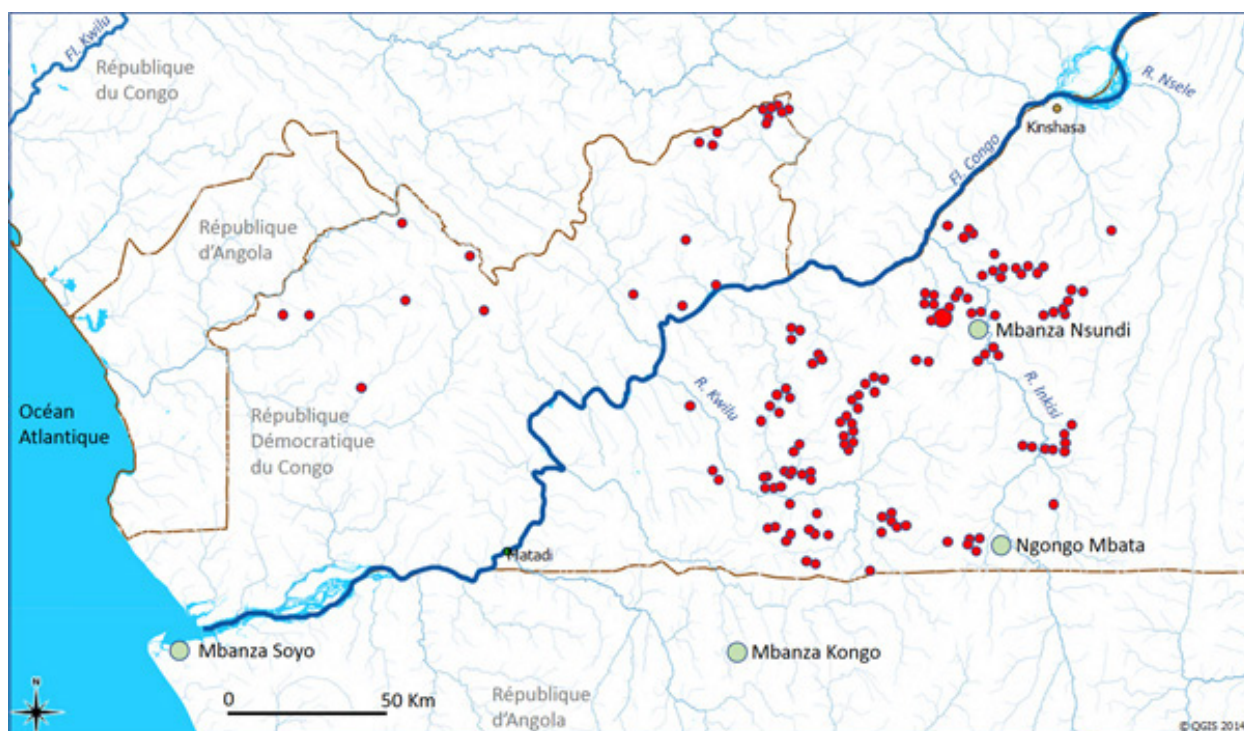 Fl. Kwilu
République
du Congo
R. Nsele
Kinshasa
Fl. Congo
République
d'Angola
Mbanza Nsundi
R. Kwilu
R. Inkisi
Océan
Atlantique
République
Démocratique
du Congo
Ngongo Mbata
Matadi
Mbanza Soyo
Mbanza Kongo
N
0 50 Km
République
d'Angola
© QGIS 2014